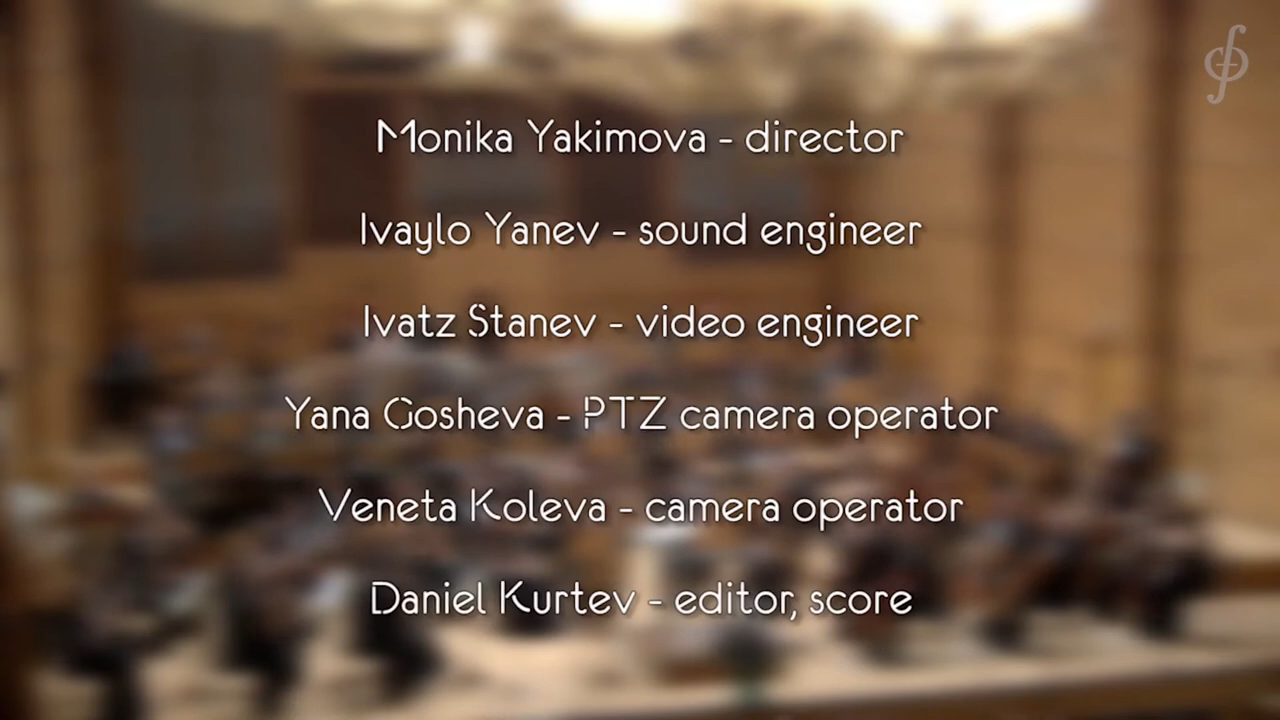 Monika Yakimova - director
Ivaylo Yanev - sound engineer
Ivatz Stanev - video engineer
Yana Gosheva - PTZ camera operator
Veneta Koleva - camera operator
Daniel Kurtev - editor, score